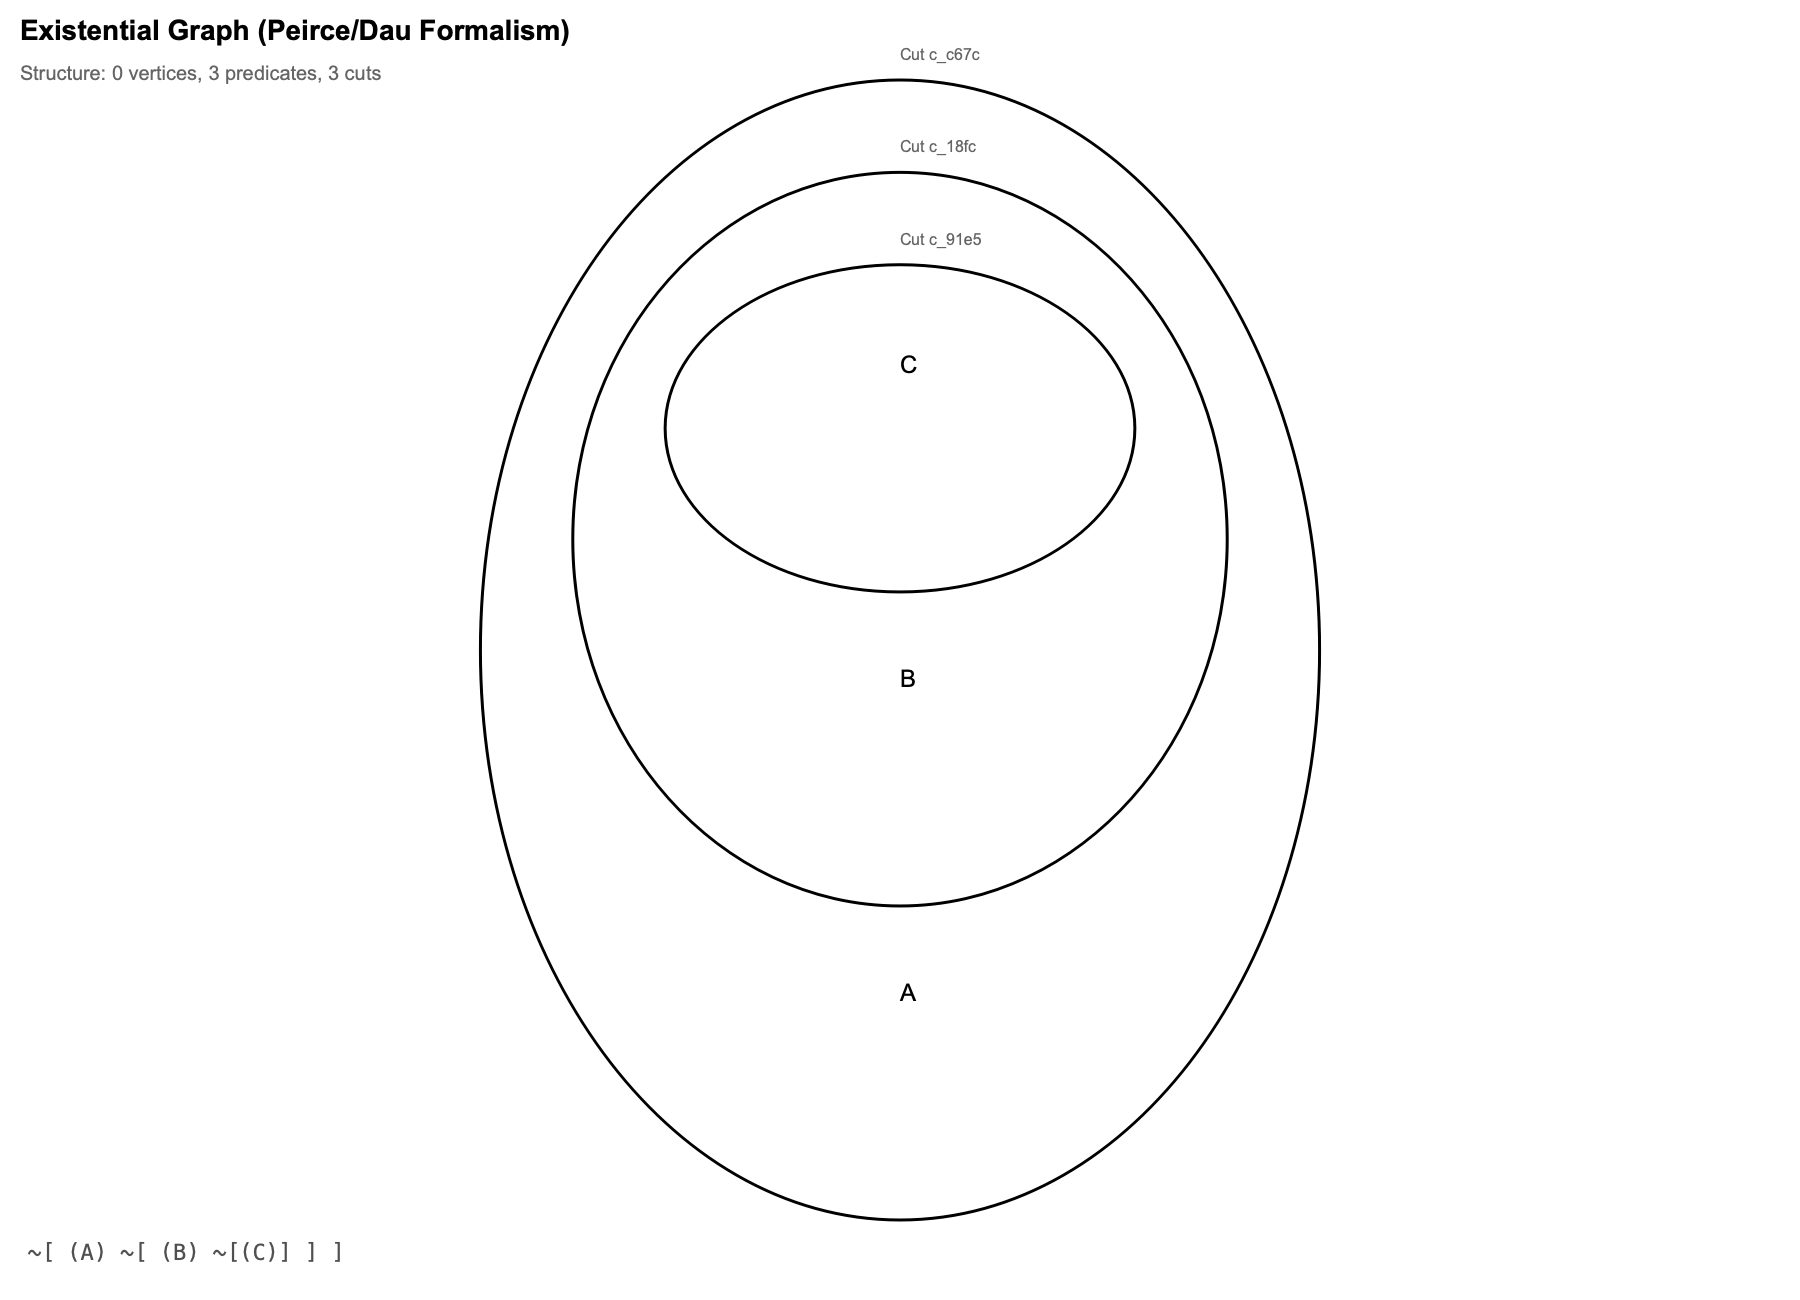 Existential Graph (Peirce/Dau Formalism)
Structure: 0 vertices, 3 predicates, 3 cuts
Cut c_c67c
Cut c_18fc
Cut c_91e5
C
B
A
~[ (A) ~[ (B) ~[(C)] ] ]